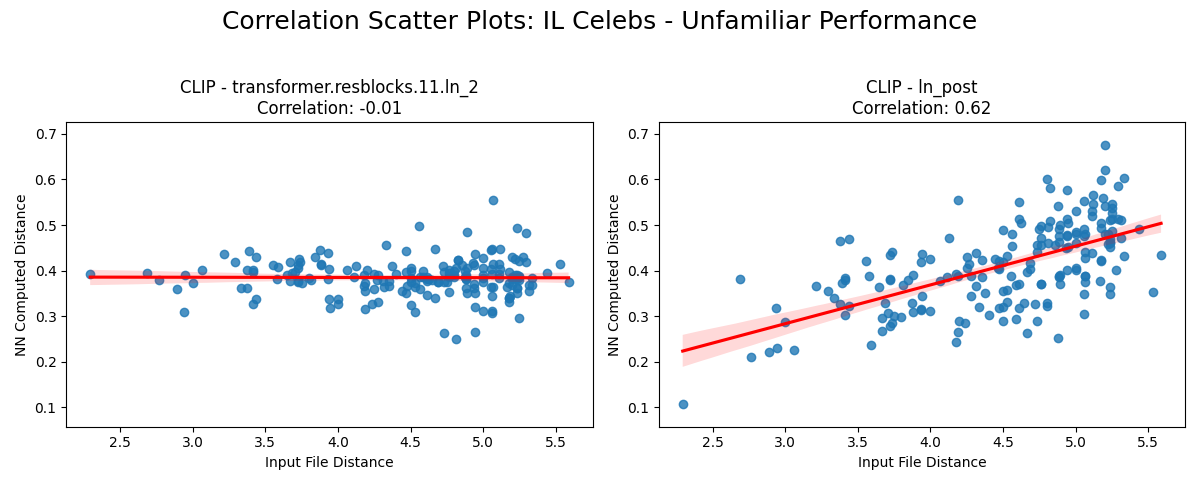 Correlation Scatter Plots: IL Celebs - Unfamiliar Performance
CLIP - transformer.resblocks.11.ln_2
Correlation: -0.01
0.7
0.6
0.5
0.4
0.3
0.2
0.1
NN Computed Distance
2.5 3.0 3.5 4.0 4.5 5.0 5.5
Input File Distance
CLIP - ln_post
Correlation: 0.62
0.7
0.6
0.5
0.4
0.3
0.2
0.1
NN Computed Distance
2.5 3.0 3.5 4.0 4.5 5.0 5.5
Input File Distance